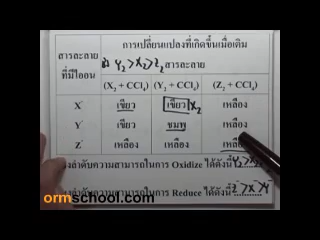 สารละลาย
ที่มีไอออน
การเปลี่ยนแปลงที่เกิดขึ้นเมื่อเติม
Y₂ > X₂ > Z₂ สารละลาย
(X₂ + CCl₄) (Y₂ + CCl₄) (Z₂ + CCl₄)
X⁻ เขียว เขียว X₂ เหลือง
Y⁻ เขียว ชมพู เหลือง
Z⁻ เหลือง เหลือง เหลือง
งลำดับความสามารถในการ Oxidize ได้ดังนี้ Y₂ >
งลำดับความสามารถในการ Reduce ได้ดังนี้ Z⁻ > X⁻ > Y⁻
ormschool.com